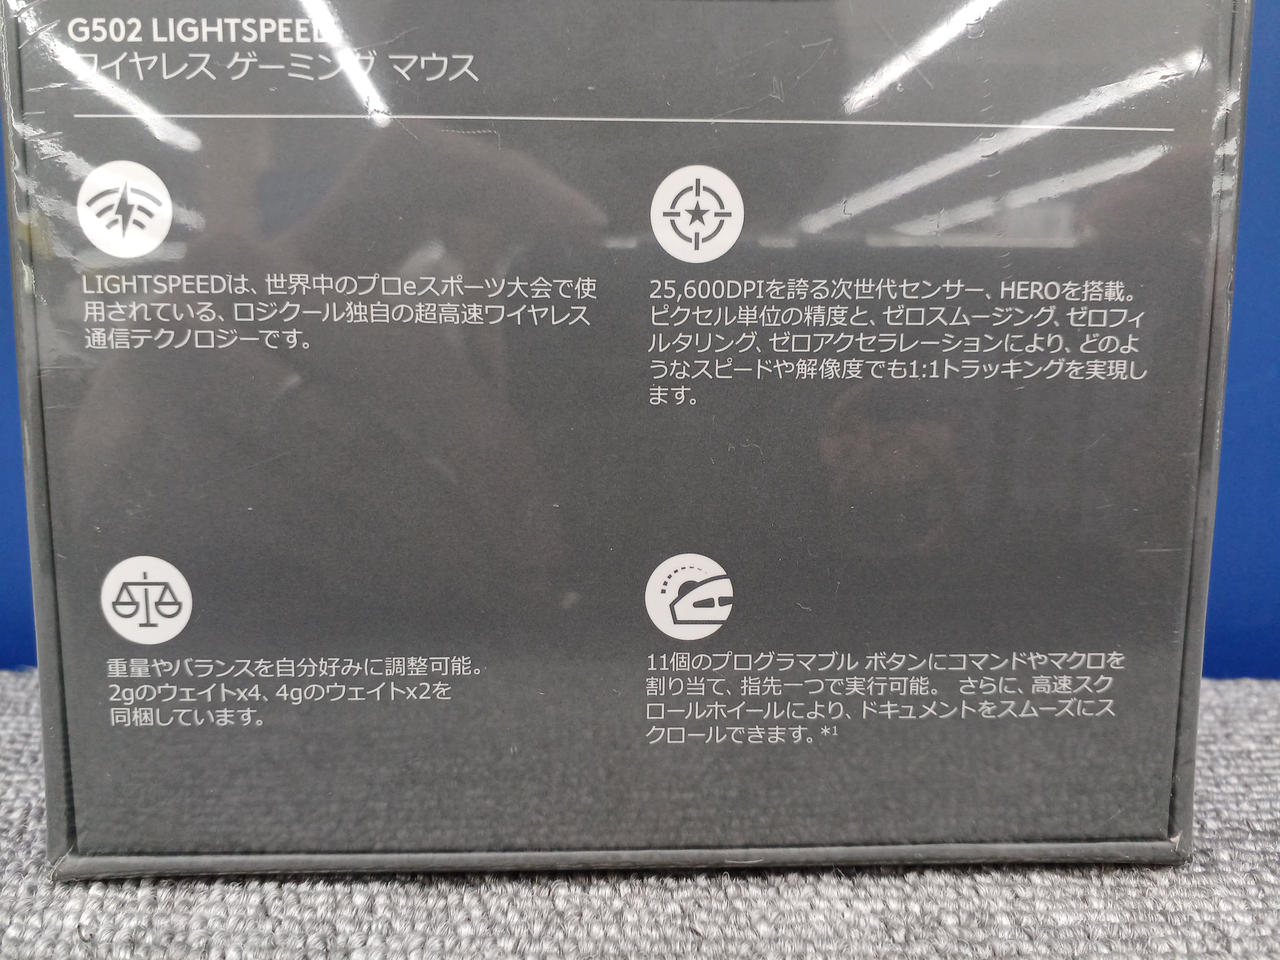 G502 LIGHTSPEED
ワイヤレス ゲーミング マウス
LIGHTSPEEDは、世界中のプロeスポーツ大会で使
用されている、ロジクール独自の超高速ワイヤレス
通信テクノロジーです。
25,600DPIを誇る次世代センサー、HEROを搭載。
ピクセル単位の精度と、ゼロスムージング、ゼロフィ
ルタリング、ゼロアクセラレーションにより、どのよ
うなスピードや解像度でも1:1トラッキングを実現し
ます。
重量やバランスを自分好みに調整可能。
2gのウェイトx4、4gのウェイトx2を
同梱しています。
11個のプログラマブル ボタンにコマンドやマクロを
割り当て、指先一つで実行可能。 さらに、高速スク
ロールホイールにより、ドキュメントをスムーズにス
クロールできます。*1